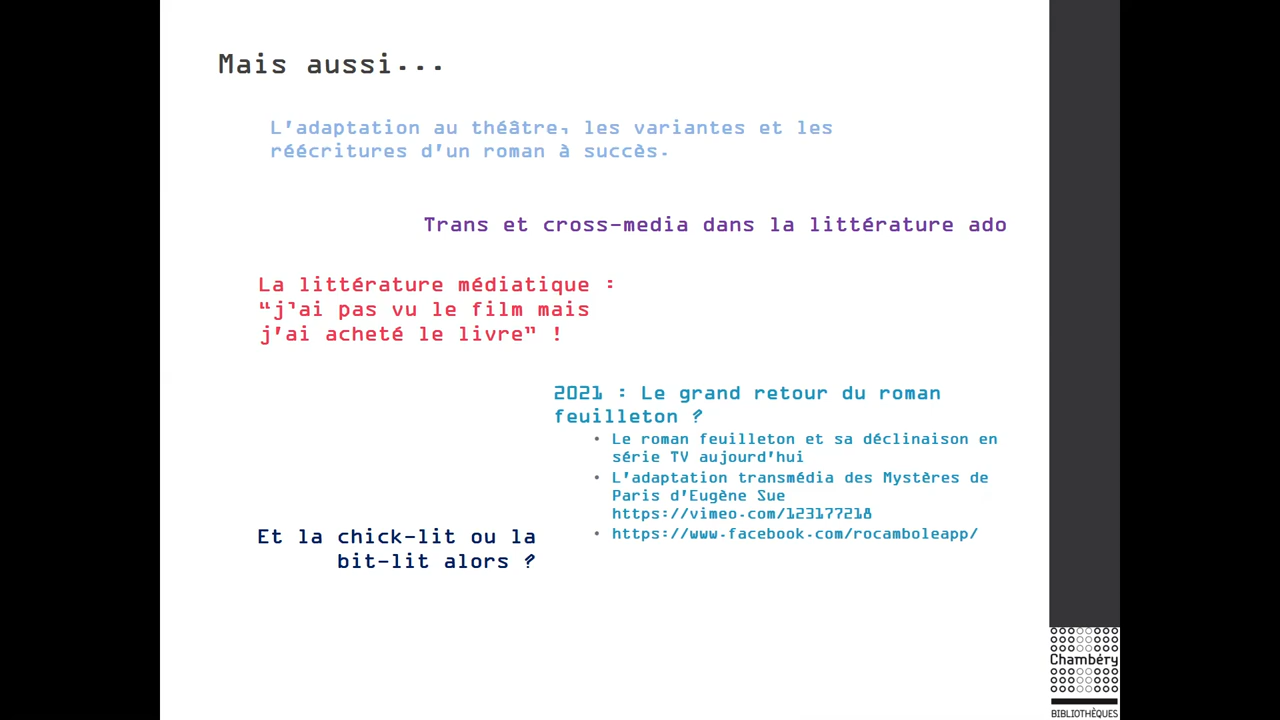 Mais aussi...
L'adaptation au théâtre, les variantes et les
réécritures d'un roman à succès.
Trans et cross-media dans la littérature ado
La littérature médiatique :
“j'ai pas vu le film mais
j'ai acheté le livre” !
2021 : Le grand retour du roman
feuilleton ?
• Le roman feuilleton et sa déclinaison en
série TV aujourd'hui
• L'adaptation transmédia des Mystères de
Paris d'Eugène Sue
https://vimeo.com/123177218
• https://www.facebook.com/rocamboleapp/
Et la chick-lit ou la
bit-lit alors ?
Chambéry
BIBLIOTHÈQUES